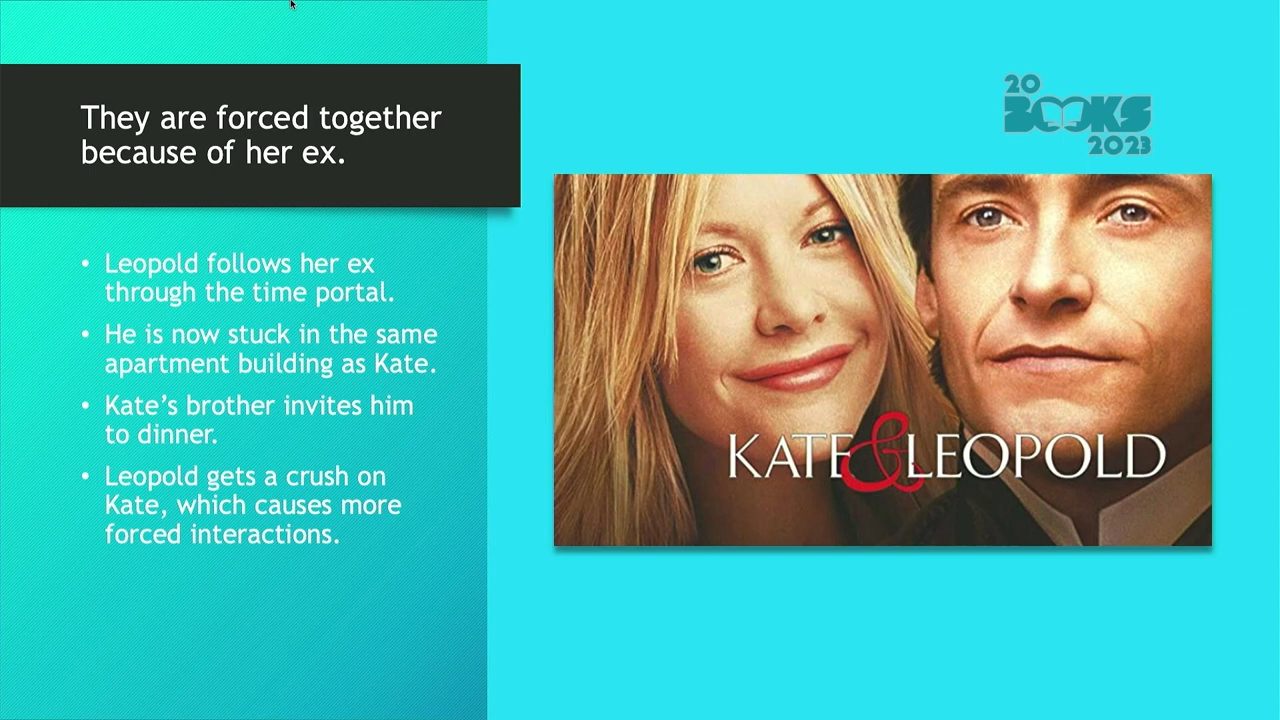 They are forced together
because of her ex.
• Leopold follows her ex
through the time portal.
• He is now stuck in the same
apartment building as Kate.
• Kate’s brother invites him
to dinner.
• Leopold gets a crush on
Kate, which causes more
forced interactions.
20
BOOKS
2023
KATE & LEOPOLD